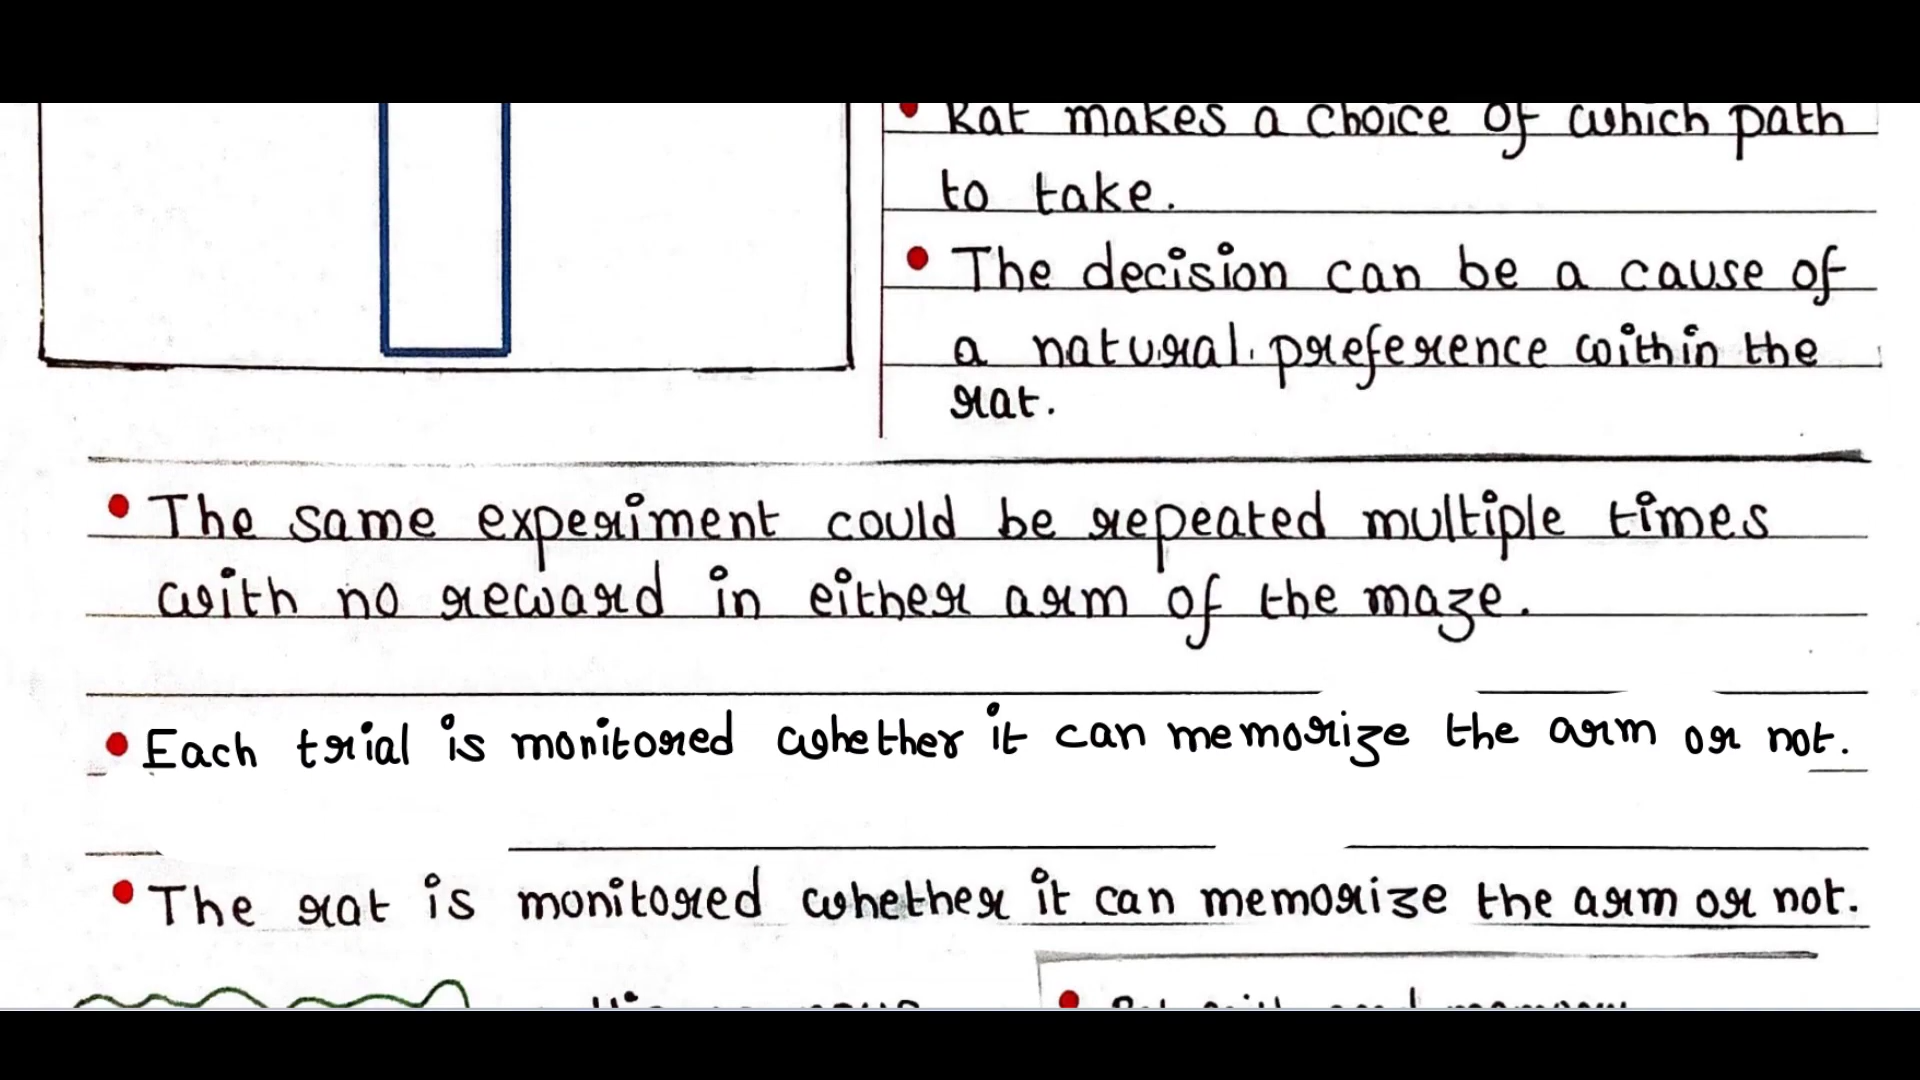 • Rat makes a choice of which path
to take.
• The decision can be a cause of
a natural preference within the
rat.
• The same experiment could be repeated multiple times
with no reward in either arm of the maze.
• Each trial is monitored whether it can memorize the arm or not.
• The rat is monitored whether it can memorize the arm or not.